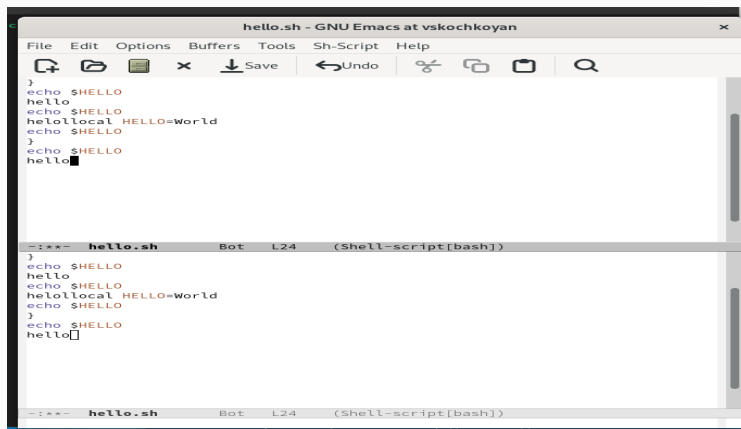 hello.sh - GNU Emacs at vskochkoyan
File Edit Options Buffers Tools Sh-Script Help
Save Undo
}
echo $HELLO
hello
echo $HELLO
helollocal HELLO=World
echo $HELLO
}
echo $HELLO
hello
-:**- hello.sh Bot L24 (Shell-script[bash])
}
echo $HELLO
hello
echo $HELLO
helollocal HELLO=World
echo $HELLO
}
echo $HELLO
hello
-:**- hello.sh Bot L24 (Shell-script[bash])